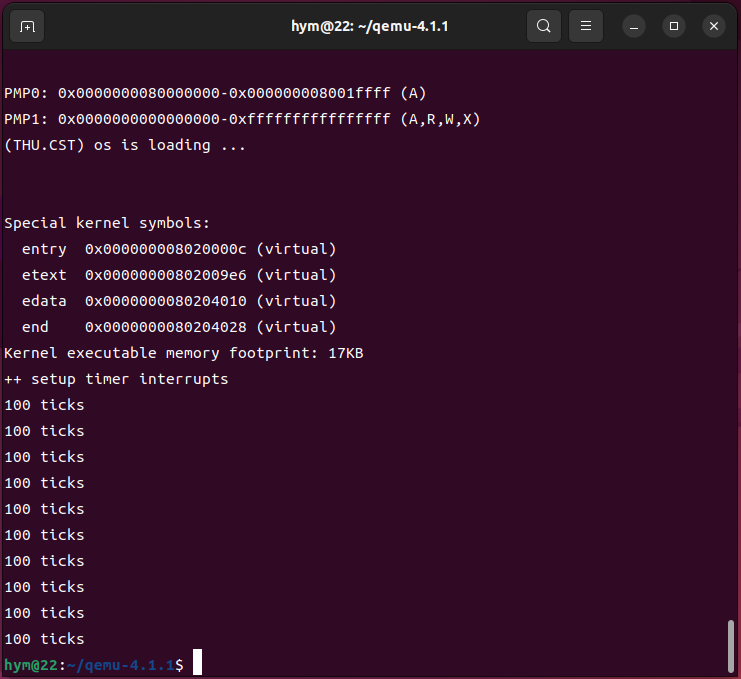 hym@22: ~/qemu-4.1.1
PMP0: 0x0000000080000000-0x000000008001ffff (A)
PMP1: 0x0000000000000000-0xffffffffffffffff (A,R,W,X)
(THU.CST) os is loading ...
Special kernel symbols:
  entry  0x000000008020000c (virtual)
  etext  0x00000000802009e6 (virtual)
  edata  0x0000000080204010 (virtual)
  end    0x0000000080204028 (virtual)
Kernel executable memory footprint: 17KB
++ setup timer interrupts
100 ticks
100 ticks
100 ticks
100 ticks
100 ticks
100 ticks
100 ticks
100 ticks
100 ticks
100 ticks
hym@22:~/qemu-4.1.1$